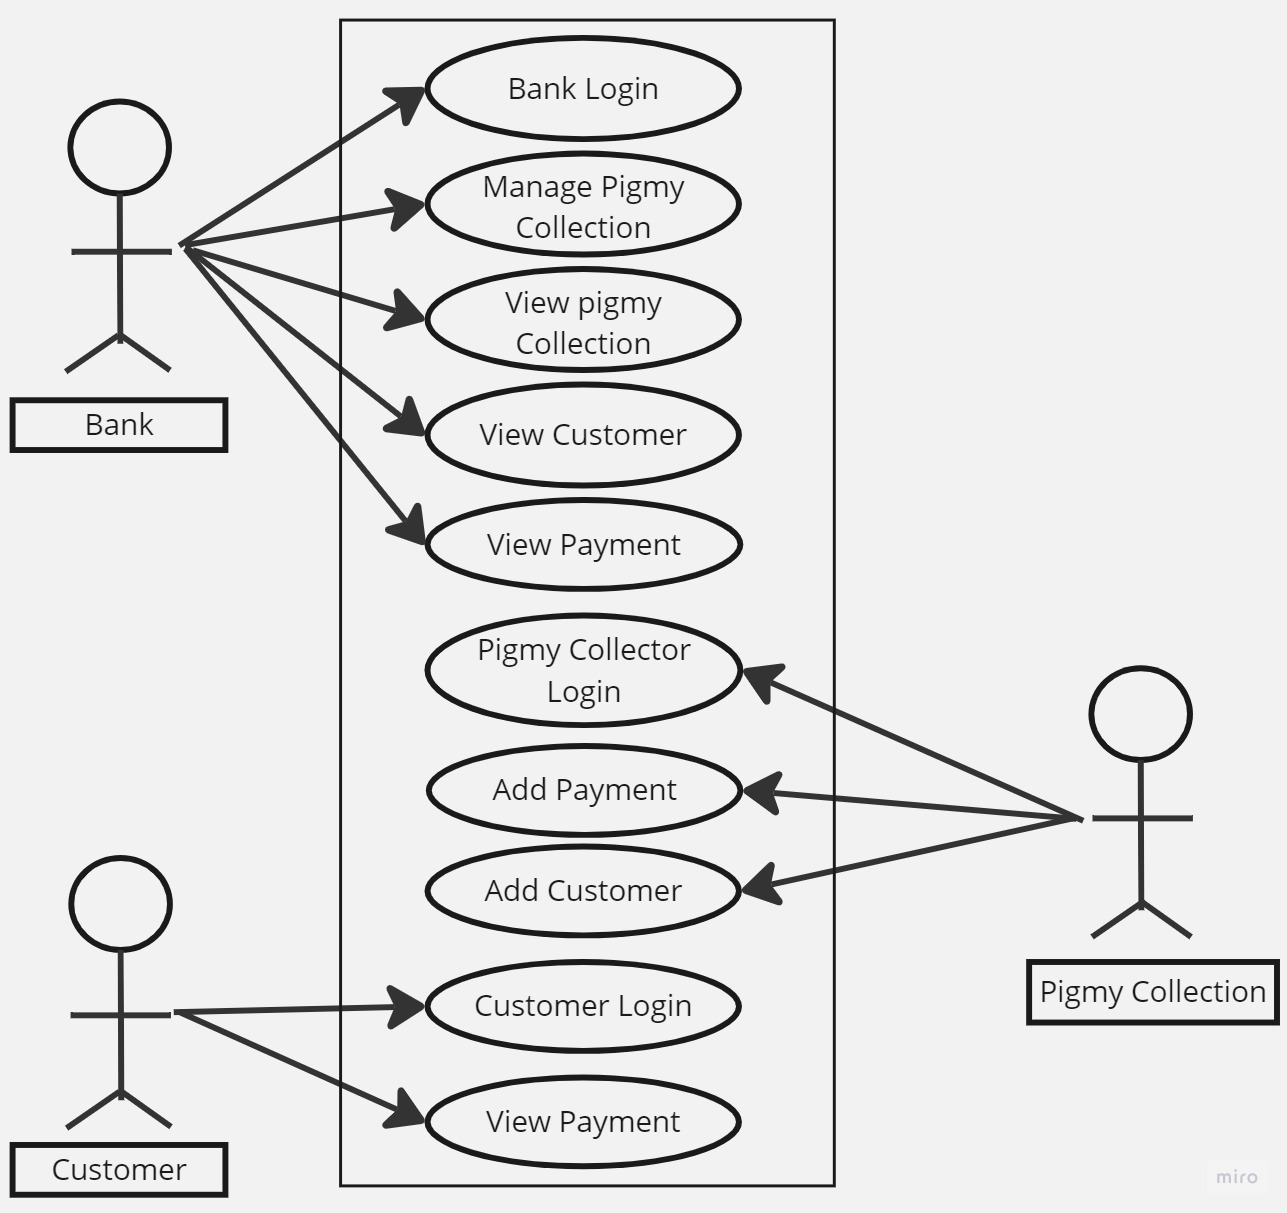 Bank Login
Manage Pigmy
Collection
View pigmy
Collection
View Customer
View Payment
Pigmy Collector
Login
Add Payment
Add Customer
Customer Login
View Payment
Bank
Customer
Pigmy Collection
miro